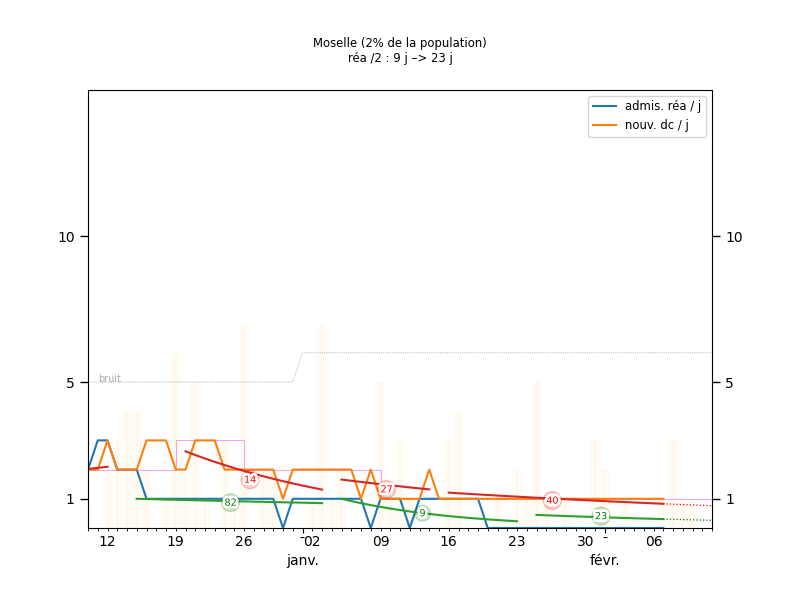 Moselle (2% de la population)
réa /2 : 9 j –> 23 j
admis. réa / j
nouv. dc / j
10 10
bruit
5 5
14
27
40
82
9
23
1 1
12 19 26 02 09 16 23 30 06
janv. févr.